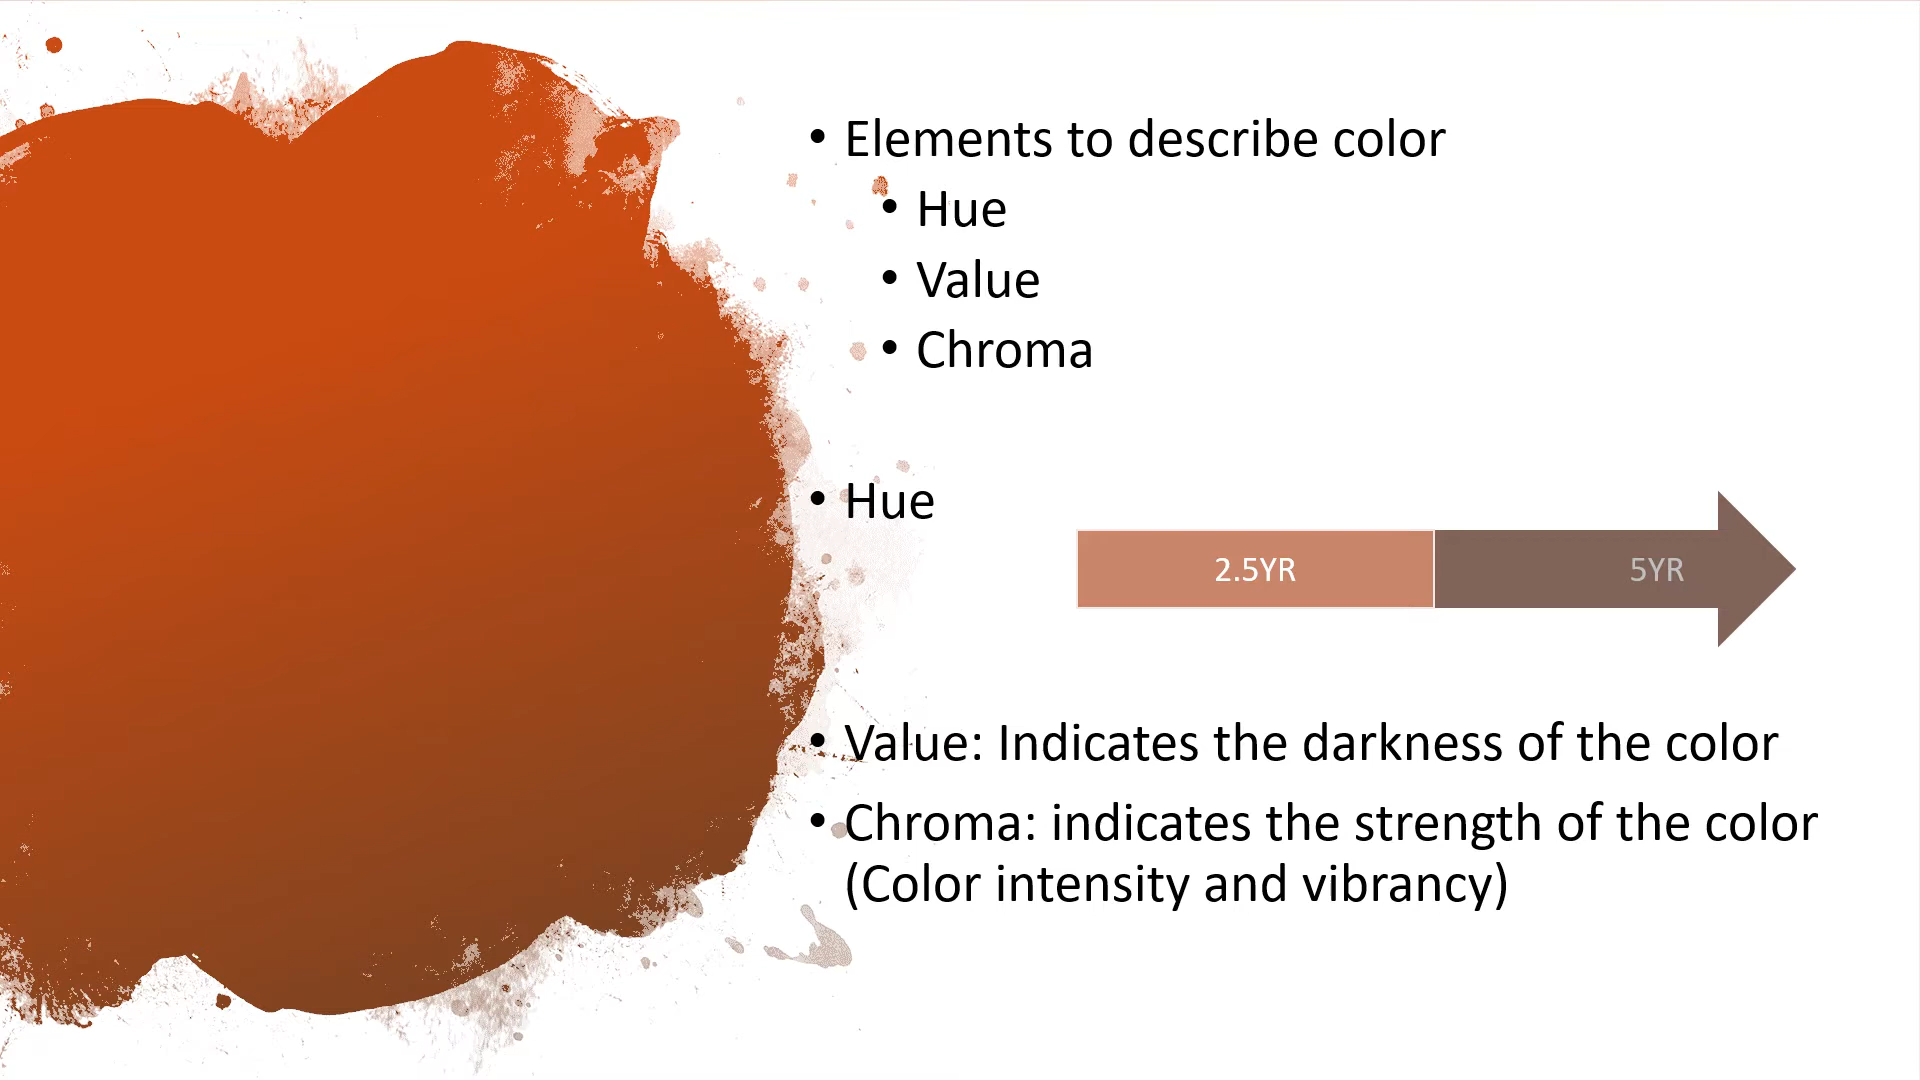 • Elements to describe color
• Hue
• Value
• Chroma
• Hue
2.5YR 5YR
• Value: Indicates the darkness of the color
• Chroma: indicates the strength of the color
(Color intensity and vibrancy)